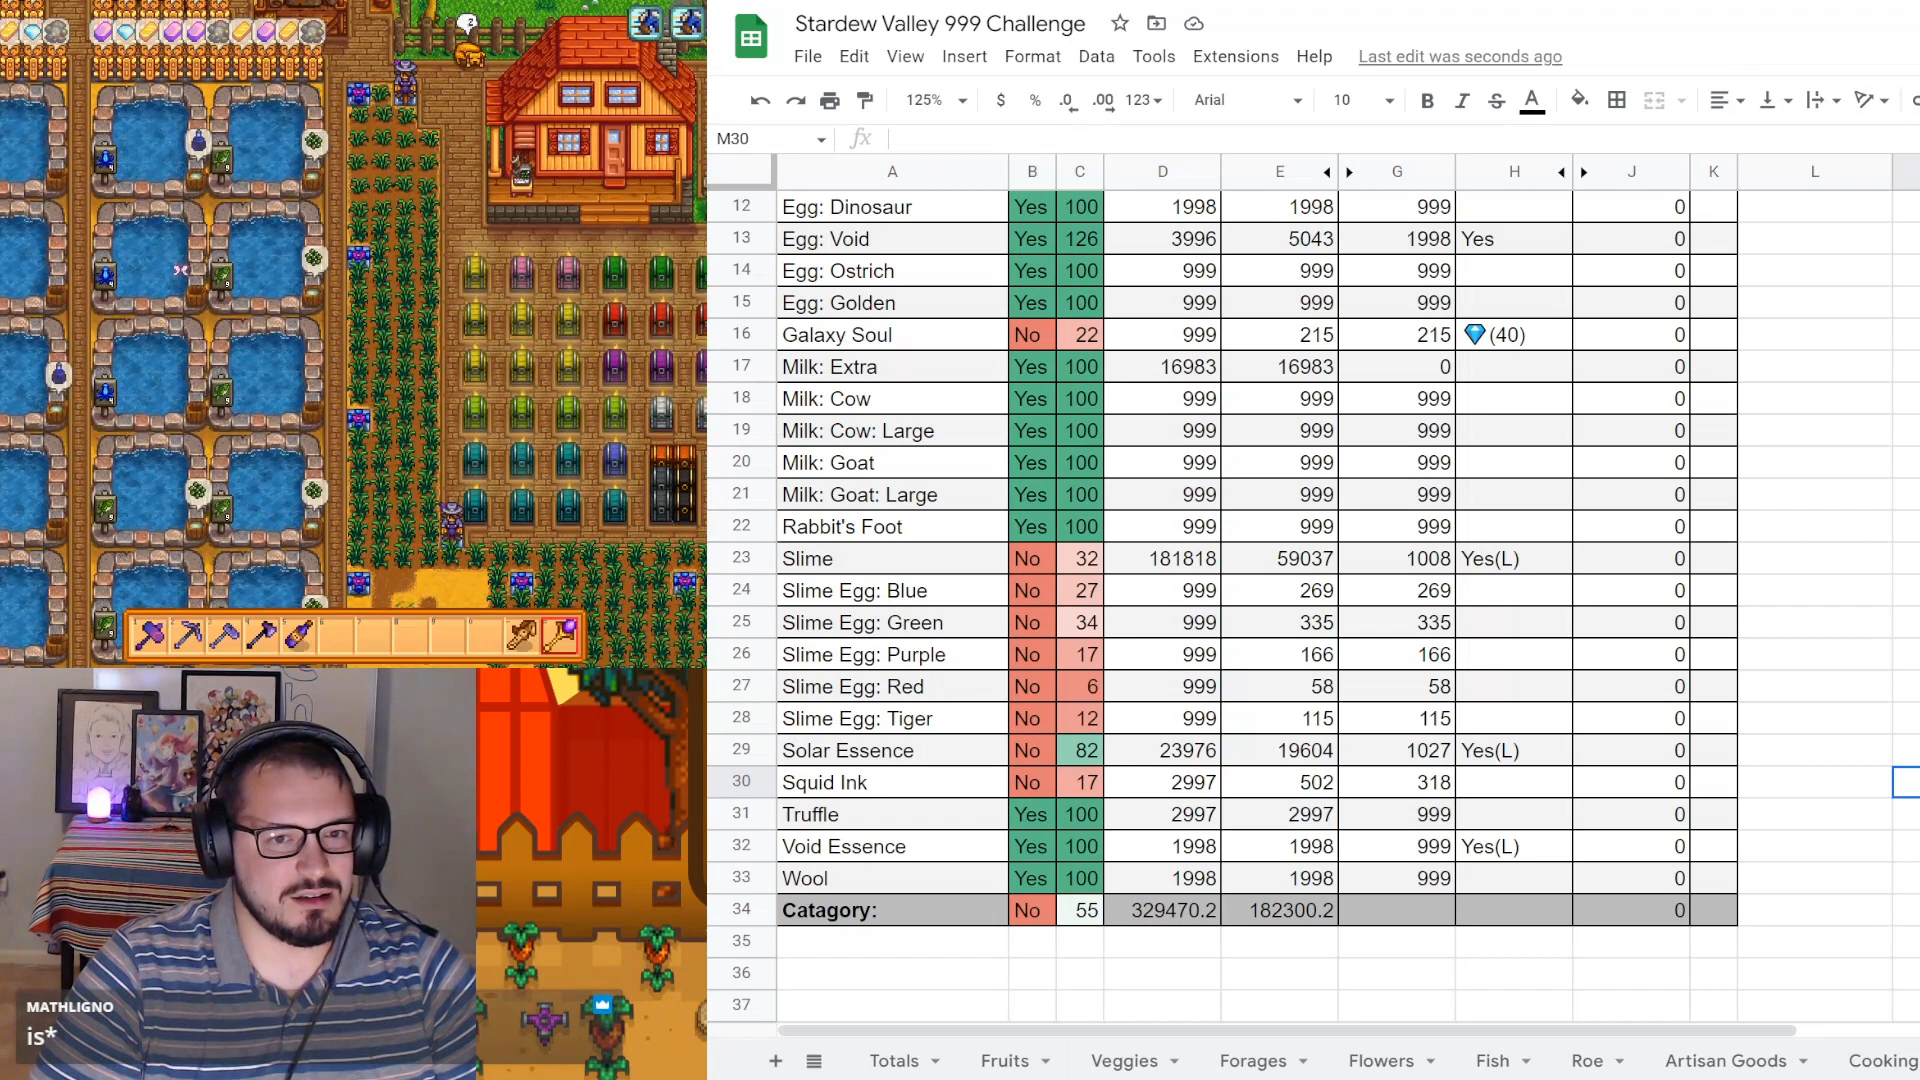 Stardew Valley 999 Challenge
File Edit View Insert Format Data Tools Extensions Help Last edit was seconds ago
125% $ % .0 .00 123 Arial 10 B I S A
M30 fx
A B C D E G H J K L
12 Egg: Dinosaur Yes 100 1998 1998 999 0
13 Egg: Void Yes 126 3996 5043 1998 Yes 0
14 Egg: Ostrich Yes 100 999 999 999 0
15 Egg: Golden Yes 100 999 999 999 0
16 Galaxy Soul No 22 999 215 215 💎(40) 0
17 Milk: Extra Yes 100 16983 16983 0 0
18 Milk: Cow Yes 100 999 999 999 0
19 Milk: Cow: Large Yes 100 999 999 999 0
20 Milk: Goat Yes 100 999 999 999 0
21 Milk: Goat: Large Yes 100 999 999 999 0
22 Rabbit's Foot Yes 100 999 999 999 0
23 Slime No 32 181818 59037 1008 Yes(L) 0
24 Slime Egg: Blue No 27 999 269 269 0
25 Slime Egg: Green No 34 999 335 335 0
26 Slime Egg: Purple No 17 999 166 166 0
27 Slime Egg: Red No 6 999 58 58 0
28 Slime Egg: Tiger No 12 999 115 115 0
29 Solar Essence No 82 23976 19604 1027 Yes(L) 0
30 Squid Ink No 17 2997 502 318 0
31 Truffle Yes 100 2997 2997 999 0
32 Void Essence Yes 100 1998 1998 999 Yes(L) 0
33 Wool Yes 100 1998 1998 999 0
34 Catagory: No 55 329470.2 182300.2 0
35
36
37
Totals Fruits Veggies Forages Flowers Fish Roe Artisan Goods Cooking
2
MATHLIGNO
is*